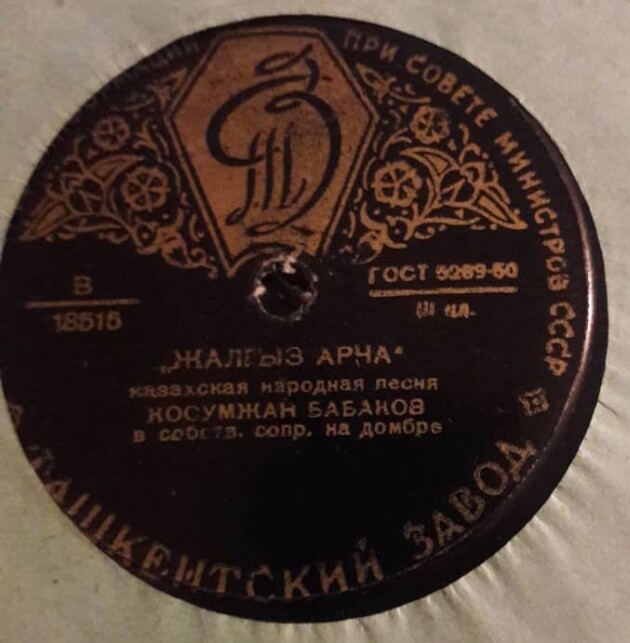 ПРИ СОВЕТЕ МИНИСТРОВ СССР
В
18515
ГОСТ 5289-50
„ЖАЛГЫЗ АРЧА“
казахская народная песня
КОСУМЖАН БАБАКОВ
в собств. сопр. на домбре
ТАШКЕНТСКИЙ ЗАВОД